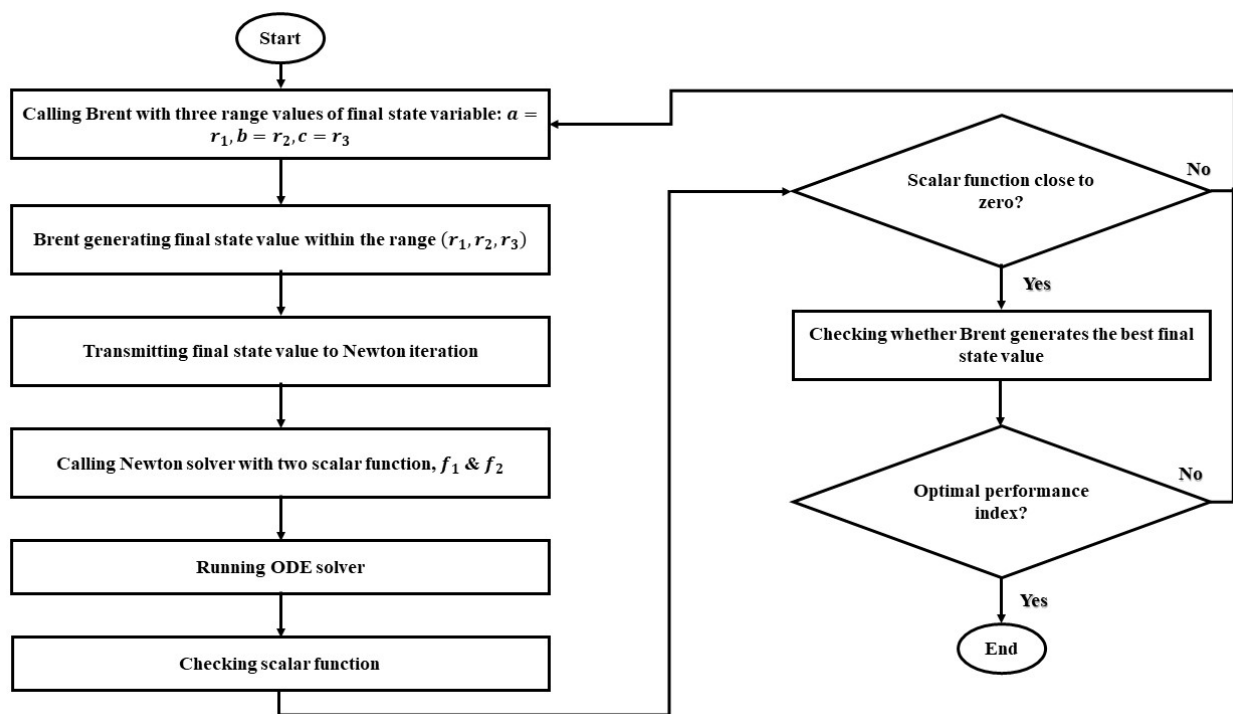 Start
Calling Brent with three range values of final state variable: a =
r₁, b = r₂, c = r₃
Brent generating final state value within the range (r₁, r₂, r₃)
Transmitting final state value to Newton iteration
Calling Newton solver with two scalar function, f₁ & f₂
Running ODE solver
Checking scalar function
Scalar function close to
zero?
No
Yes
Checking whether Brent generates the best final
state value
Optimal performance
index?
No
Yes
End